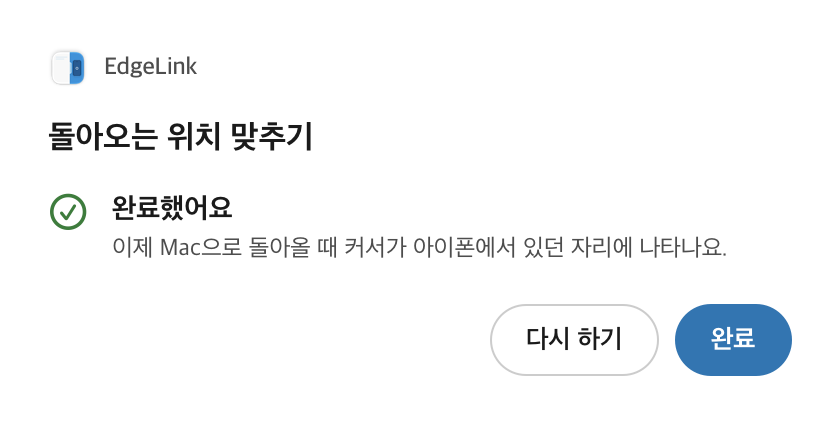 EdgeLink
돌아오는 위치 맞추기
완료했어요
이제 Mac으로 돌아올 때 커서가 아이폰에서 있던 자리에 나타나요.
다시 하기
완료